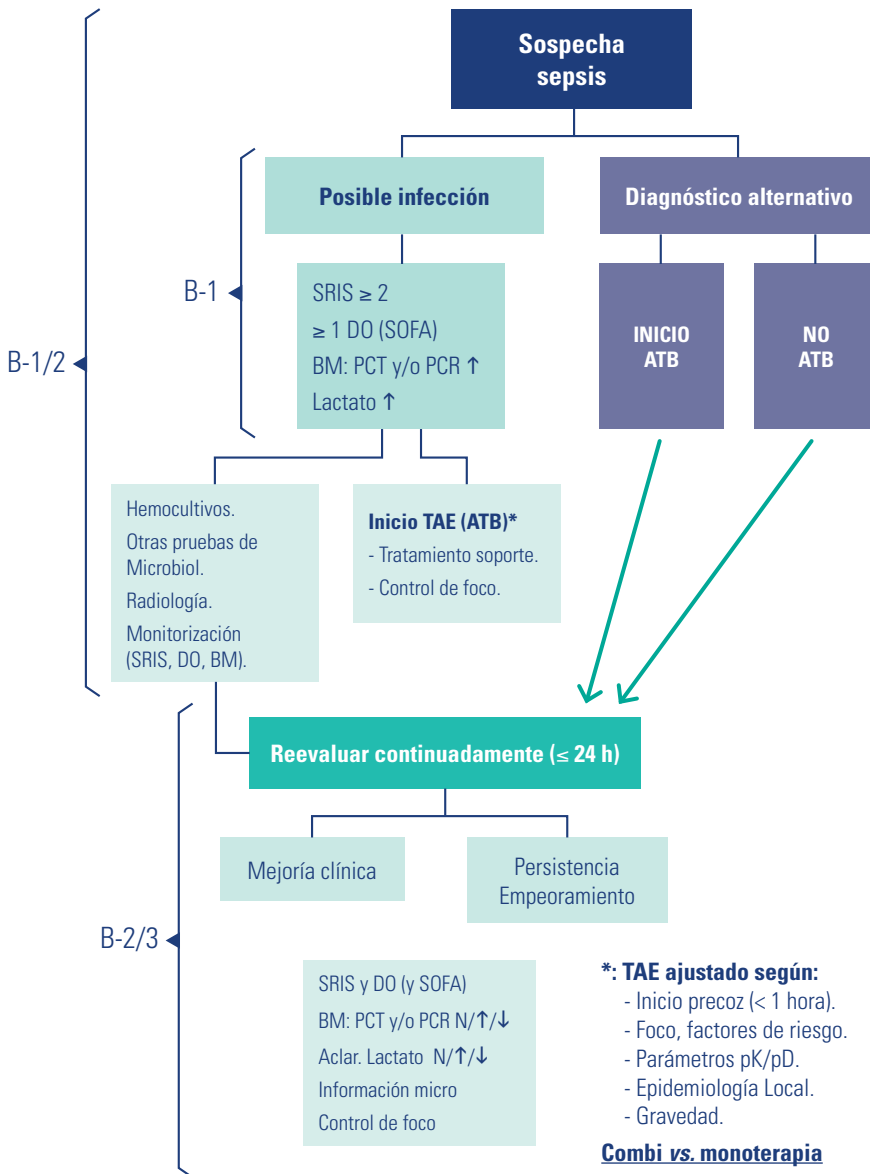 Sospecha
sepsis
Posible infección
Diagnóstico alternativo
B-1
SRIS ≥ 2
≥ 1 DO (SOFA)
BM: PCT y/o PCR ↑
Lactato ↑
INICIO
ATB
NO
ATB
B-1/2
Hemocultivos.
Otras pruebas de
Microbiol.
Radiología.
Monitorización
(SRIS, DO, BM).
Inicio TAE (ATB)*
- Tratamiento soporte.
- Control de foco.
Reevaluar continuadamente (≤ 24 h)
Mejoría clínica
Persistencia
Empeoramiento
B-2/3
SRIS y DO (y SOFA)
BM: PCT y/o PCR N/↑/↓
Aclar. Lactato N/↑/↓
Información micro
Control de foco
*: TAE ajustado según:
- Inicio precoz (< 1 hora).
- Foco, factores de riesgo.
- Parámetros pK/pD.
- Epidemiología Local.
- Gravedad.
Combi vs. monoterapia